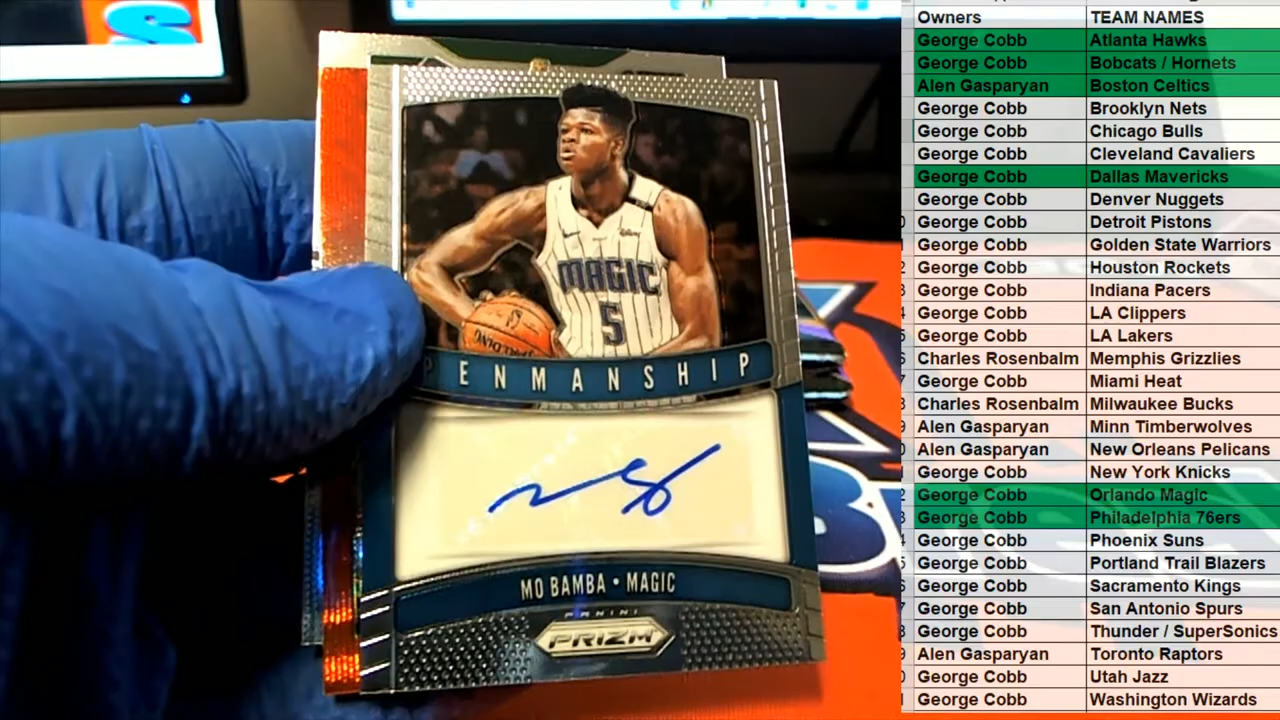 S
MAGIC
5
SPALDING
PENMANSHIP
MO BAMBA • MAGIC
PANINI
PRIZM
Owners TEAM NAMES
George Cobb Atlanta Hawks
George Cobb Bobcats / Hornets
Alen Gasparyan Boston Celtics
George Cobb Brooklyn Nets
George Cobb Chicago Bulls
George Cobb Cleveland Cavaliers
George Cobb Dallas Mavericks
George Cobb Denver Nuggets
George Cobb Detroit Pistons
George Cobb Golden State Warriors
George Cobb Houston Rockets
George Cobb Indiana Pacers
George Cobb LA Clippers
George Cobb LA Lakers
Charles Rosenbalm Memphis Grizzlies
George Cobb Miami Heat
Charles Rosenbalm Milwaukee Bucks
Alen Gasparyan Minn Timberwolves
Alen Gasparyan New Orleans Pelicans
George Cobb New York Knicks
George Cobb Orlando Magic
George Cobb Philadelphia 76ers
George Cobb Phoenix Suns
George Cobb Portland Trail Blazers
George Cobb Sacramento Kings
George Cobb San Antonio Spurs
George Cobb Thunder / SuperSonics
Alen Gasparyan Toronto Raptors
George Cobb Utah Jazz
George Cobb Washington Wizards